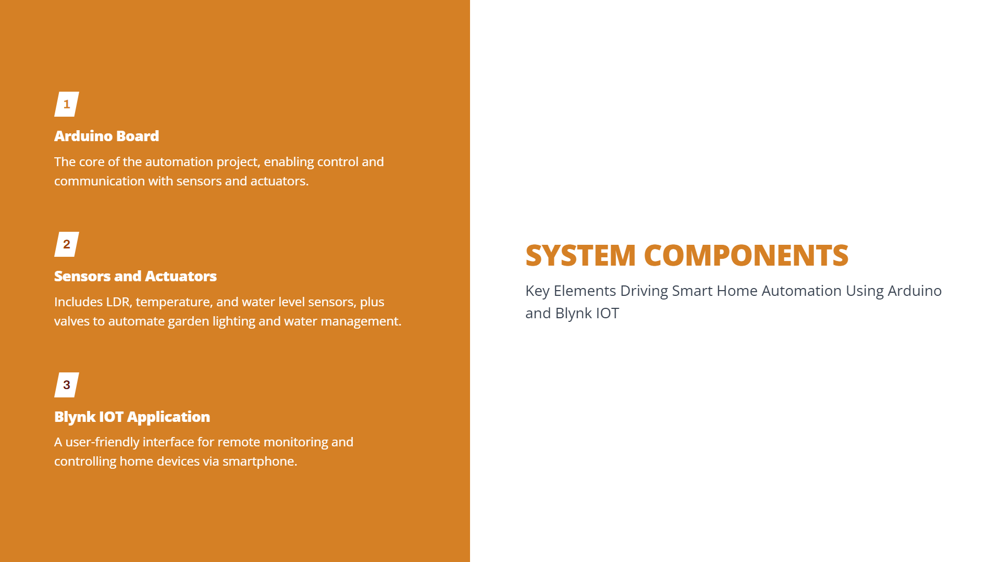 1
Arduino Board
The core of the automation project, enabling control and
communication with sensors and actuators.
2
Sensors and Actuators
Includes LDR, temperature, and water level sensors, plus
valves to automate garden lighting and water management.
3
Blynk IOT Application
A user-friendly interface for remote monitoring and
controlling home devices via smartphone.
SYSTEM COMPONENTS
Key Elements Driving Smart Home Automation Using Arduino
and Blynk IOT